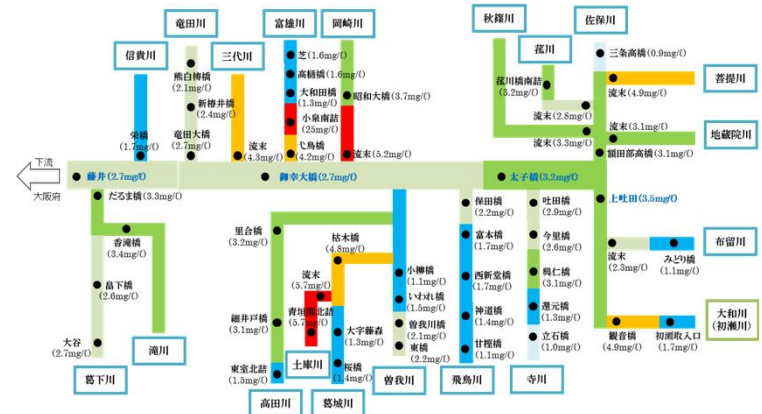 竜田川
富雄川
岡崎川
秋篠川
佐保川
信貴川
三代川
菰川
菩提川
地蔵院川
布留川
大和川
(初瀬川)
熊白梼橋
(2.1mg/ℓ)
新椿井橋
(2.4mg/ℓ)
竜田大橋
(2.7mg/ℓ)
栄橋
(1.7mg/ℓ)
流末
(4.3mg/ℓ)
芝(1.6mg/ℓ)
高樋橋
(1.6mg/ℓ)
大和田橋
(1.3mg/ℓ)
小泉南詰
(25mg/ℓ)
弋鳥橋
(4.2mg/ℓ)
昭和大橋(3.7mg/ℓ)
流末(5.2mg/ℓ)
菰川橋南詰
(3.2mg/ℓ)
流末
(2.8mg/ℓ)
流末
(3.3mg/ℓ)
三条高橋(0.9mg/ℓ)
流末
(4.9mg/ℓ)
流末(3.1mg/ℓ)
額田部高橋(3.1mg/ℓ)
下流
大阪府
藤井(2.7mg/ℓ)
御幸大橋(2.7mg/ℓ)
太子橋(3.2mg/ℓ)
上吐田(3.5mg/ℓ)
だるま橋(3.3mg/ℓ)
香滝橋
(3.4mg/ℓ)
畠下橋
(2.6mg/ℓ)
大谷
(2.7mg/ℓ)
葛下川
滝川
里合橋
(3.2mg/ℓ)
細井戸橋
(3.1mg/ℓ)
東室北詰
(1.5mg/ℓ)
高田川
枯木橋
(4.8mg/ℓ)
流末
(5.7mg/ℓ)
青垣園北詰
(5.7mg/ℓ)
土庫川
大字藤森
(1.3mg/ℓ)
桜橋
(1.4mg/ℓ)
葛城川
小柳橋
(1.1mg/ℓ)
いわれ橋
(1.5mg/ℓ)
曽我川橋
(2.1mg/ℓ)
東橋
(2.2mg/ℓ)
曽我川
保田橋
(2.2mg/ℓ)
富本橋
(1.7mg/ℓ)
西新堂橋
(1.7mg/ℓ)
神道橋
(1.4mg/ℓ)
甘樫橋
(1.1mg/ℓ)
飛鳥川
吐田橋
(2.9mg/ℓ)
今里橋
(2.6mg/ℓ)
興仁橋
(3.1mg/ℓ)
還元橋
(1.3mg/ℓ)
立石橋
(1.0mg/ℓ)
寺川
流末
(2.3mg/ℓ)
みどり橋
(1.1mg/ℓ)
観音橋
(4.9mg/ℓ)
初瀬取入口
(1.7mg/ℓ)